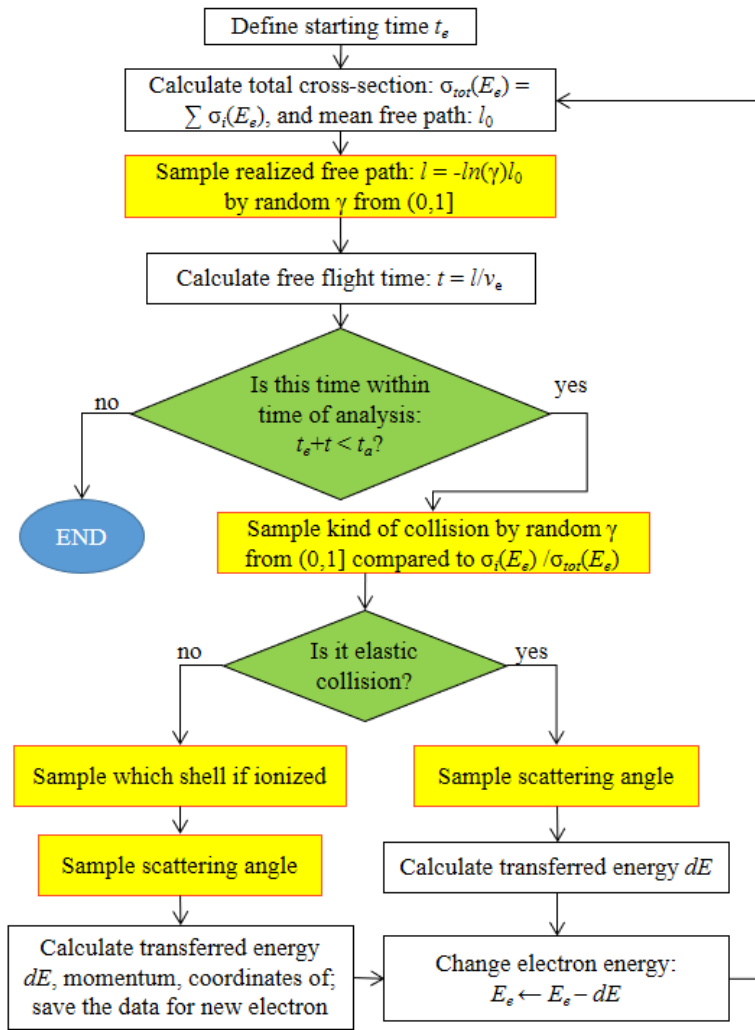 Define starting time tₑ
Calculate total cross-section: σₜₒₜ(Eₑ) =
∑ σᵢ(Eₑ), and mean free path: l₀
Sample realized free path: l = -ln(γ)l₀
by random γ from (0,1]
Calculate free flight time: t = l/vₑ
Is this time within
time of analysis:
tₑ+t < tₐ?
no
yes
END
Sample kind of collision by random γ
from (0,1] compared to σᵢ(Eₑ) /σₜₒₜ(Eₑ)
Is it elastic
collision?
no
yes
Sample which shell if ionized
Sample scattering angle
Sample scattering angle
Calculate transferred energy dE
Calculate transferred energy
dE, momentum, coordinates of;
save the data for new electron
Change electron energy:
Eₑ ← Eₑ – dE